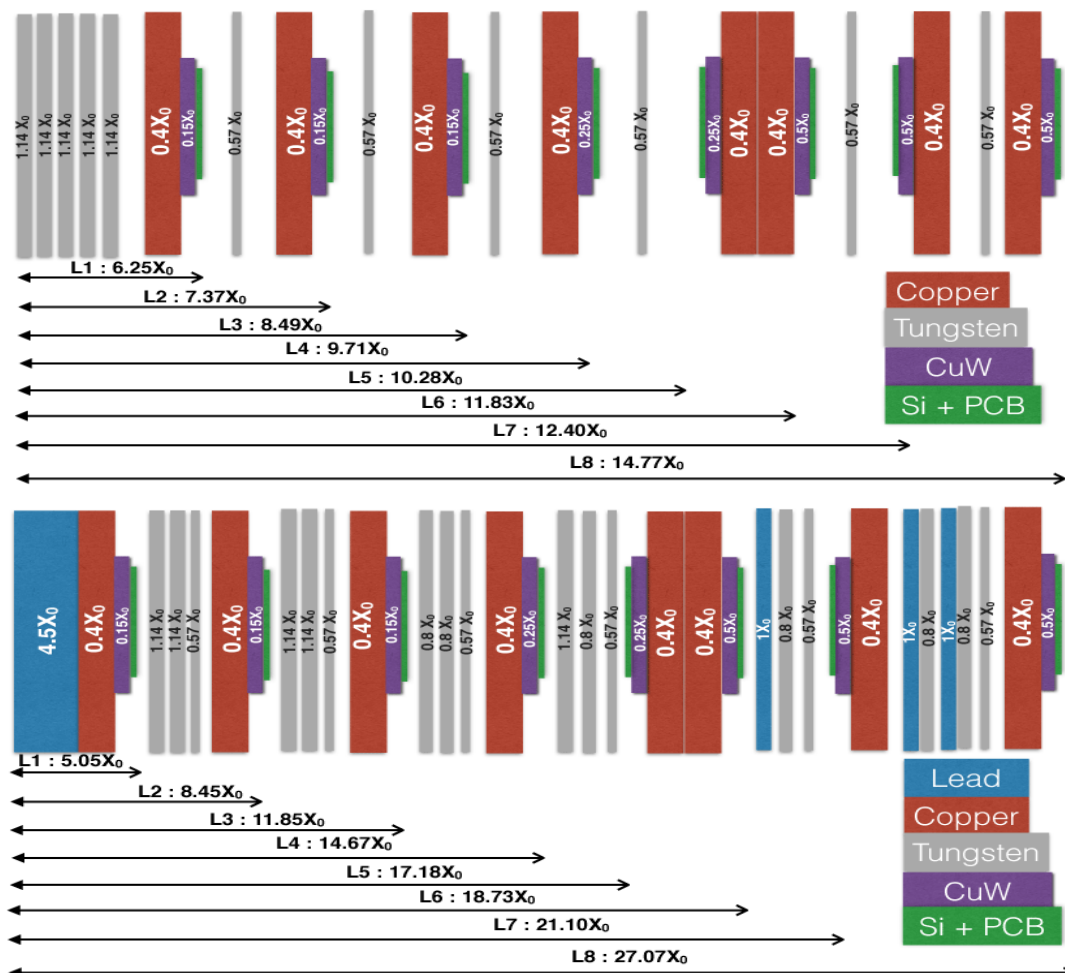 1.14 X₀
1.14 X₀
1.14 X₀
1.14 X₀
1.14 X₀
0.4X₀
0.15X₀
0.57 X₀
0.4X₀
0.15X₀
0.57 X₀
0.4X₀
0.15X₀
0.57 X₀
0.4X₀
0.25X₀
0.57 X₀
0.25X₀
0.4X₀
0.4X₀
0.5X₀
0.57 X₀
0.5X₀
0.4X₀
0.57 X₀
0.4X₀
0.5X₀
L1 : 6.25X₀
L2 : 7.37X₀
L3 : 8.49X₀
L4 : 9.71X₀
L5 : 10.28X₀
L6 : 11.83X₀
L7 : 12.40X₀
L8 : 14.77X₀
Copper
Tungsten
CuW
Si + PCB
4.5X₀
0.4X₀
0.15X₀
1.14 X₀
1.14 X₀
0.57 X₀
0.4X₀
0.15X₀
1.14 X₀
1.14 X₀
0.57 X₀
0.4X₀
0.15X₀
0.8 X₀
0.8 X₀
0.57 X₀
0.4X₀
0.25X₀
1.14 X₀
0.8 X₀
0.57 X₀
0.25X₀
0.4X₀
0.4X₀
0.5X₀
1X₀
0.8 X₀
0.57 X₀
0.5X₀
0.4X₀
1X₀
0.8 X₀
1X₀
0.8 X₀
0.57 X₀
0.4X₀
0.5X₀
L1 : 5.05X₀
L2 : 8.45X₀
L3 : 11.85X₀
L4 : 14.67X₀
L5 : 17.18X₀
L6 : 18.73X₀
L7 : 21.10X₀
L8 : 27.07X₀
Lead
Copper
Tungsten
CuW
Si + PCB